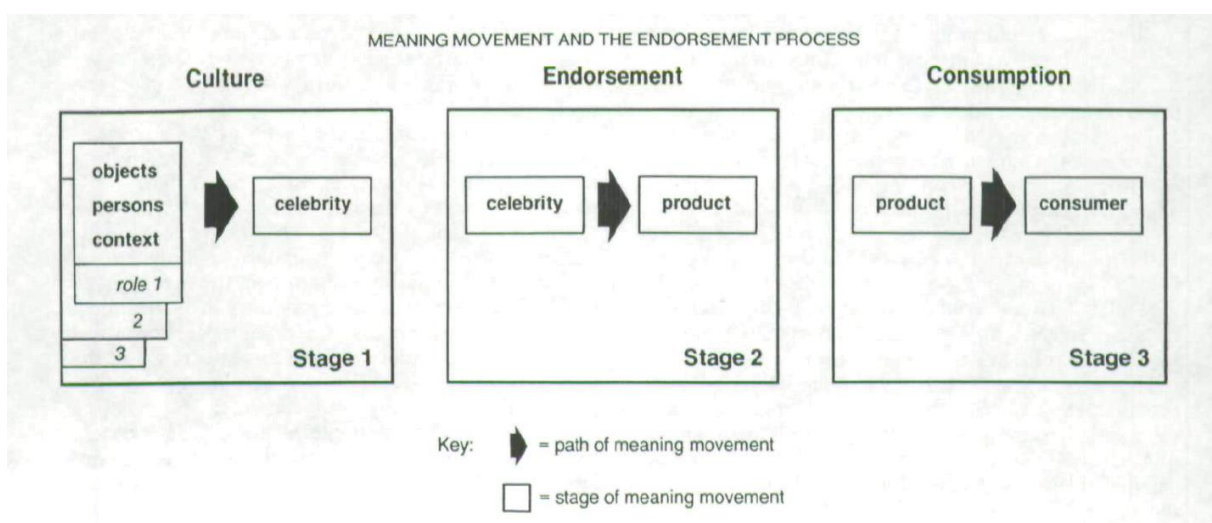 MEANING MOVEMENT AND THE ENDORSEMENT PROCESS
Culture
Endorsement
Consumption
objects
persons
context
role 1
2
3
celebrity
Stage 1
celebrity
product
Stage 2
product
consumer
Stage 3
Key:
= path of meaning movement
= stage of meaning movement